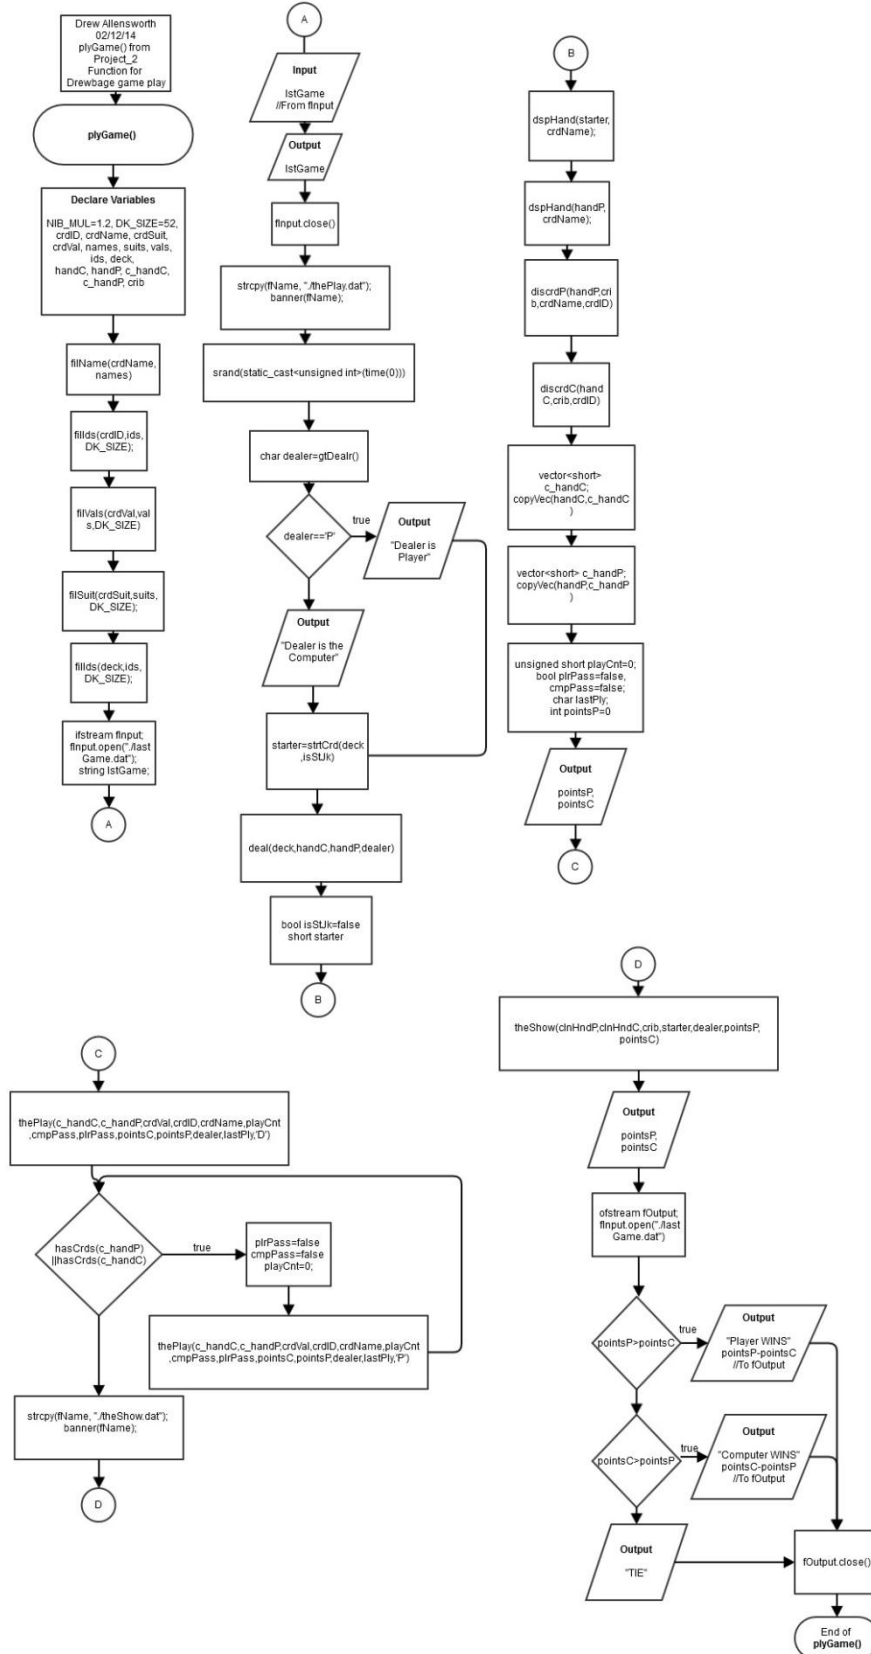 Drew Allensworth
02/12/14
plyGame() from
Project_2
Function for
Drewbage game play
plyGame()
Declare Variables
NIB_MUL=1.2, DK_SIZE=52,
crdID, crdName, crdSuit,
crdVal, names, suits, vals,
ids, deck,
handC, handP, c_handC,
c_handP, crib
filName(crdName,
names)
fillds(crdID,ids,
DK_SIZE);
filVals(crdVal,val
s,DK_SIZE)
filSuit(crdSuit,suits,
DK_SIZE);
fillds(deck,ids,
DK_SIZE);
ifstream fInput;
fInput.open("./last
Game.dat");
string lstGame;
A
A
Input
lstGame
//From fInput
Output
lstGame
fInput.close()
strcpy(fName, "./thePlay.dat");
banner(fName);
srand(static_cast<unsigned int>(time(0)))
char dealer=gtDealr()
dealer=='P'
true
Output
"Dealer is
Player"
Output
"Dealer is the
Computer"
starter=strtCrd(deck
,isStJk)
deal(deck,handC,handP,dealer)
bool isStJk=false
short starter
B
B
dspHand(starter,
crdName);
dspHand(handP,
crdName);
discrdP(handP,cri
b,crdName,crdID)
discrdC(hand
C,crib,crdID)
vector<short>
c_handC;
copyVec(handC,c_handC
)
vector<short> c_handP;
copyVec(handP,c_handP
)
unsigned short playCnt=0;
bool plrPass=false,
cmpPass=false;
char lastPly;
int pointsP=0
Output
pointsP,
pointsC
C
C
thePlay(c_handC,c_handP,crdVal,crdID,crdName,playCnt
,cmpPass,plrPass,pointsC,pointsP,dealer,lastPly,'D')
hasCrds(c_handP)
||hasCrds(c_handC)
true
plrPass=false
cmpPass=false
playCnt=0;
thePlay(c_handC,c_handP,crdVal,crdID,crdName,playCnt
,cmpPass,plrPass,pointsC,pointsP,dealer,lastPly,'P')
strcpy(fName, "./theShow.dat");
banner(fName);
D
D
theShow(clnHndP,clnHndC,crib,starter,dealer,pointsP,
pointsC)
Output
pointsP,
pointsC
ofstream fOutput;
fInput.open("./last
Game.dat")
pointsP>pointsC
true
Output
"Player WINS"
pointsP-pointsC
//To fOutput
pointsC>pointsP
true
Output
"Computer WINS"
pointsC-pointsP
//To fOutput
Output
"TIE"
fOutput.close()
End of
plyGame()